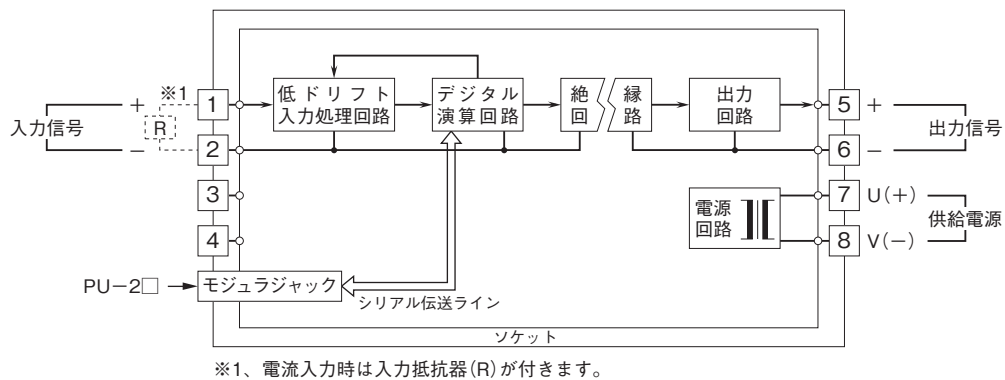 ※1
入力信号
+
R
−
1
2
3
4
低ドリフト
入力処理回路
デジタル
演算回路
絶 縁
回 路
出力
回路
電源
回路
5
+
6
−
出力信号
7
U(+)
8
V(−)
供給電源
PU−2□
モジュラジャック
シリアル伝送ライン
ソケット
※1、電流入力時は入力抵抗器(R)が付きます。